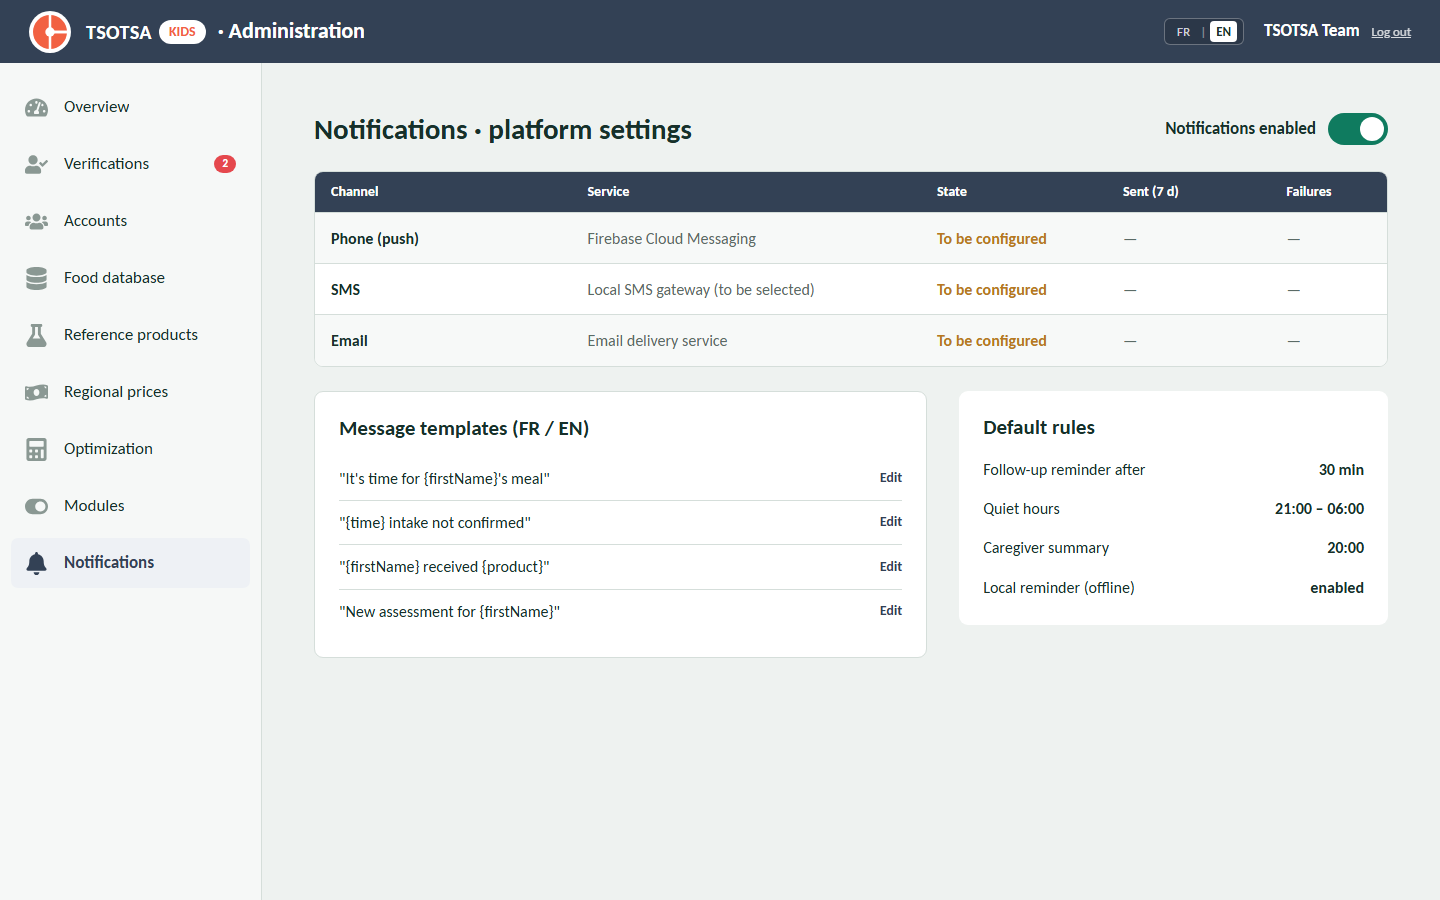 TSOTSA KIDS · Administration
FR | EN TSOTSA Team Log out
Overview
Verifications 2
Accounts
Food database
Reference products
Regional prices
Optimization
Modules
Notifications
Notifications · platform settings
Notifications enabled
Channel Service State Sent (7 d) Failures
Phone (push) Firebase Cloud Messaging To be configured — —
SMS Local SMS gateway (to be selected) To be configured — —
Email Email delivery service To be configured — —
Message templates (FR / EN)
"It's time for {firstName}'s meal" Edit
"{time} intake not confirmed" Edit
"{firstName} received {product}" Edit
"New assessment for {firstName}" Edit
Default rules
Follow-up reminder after 30 min
Quiet hours 21:00 – 06:00
Caregiver summary 20:00
Local reminder (offline) enabled